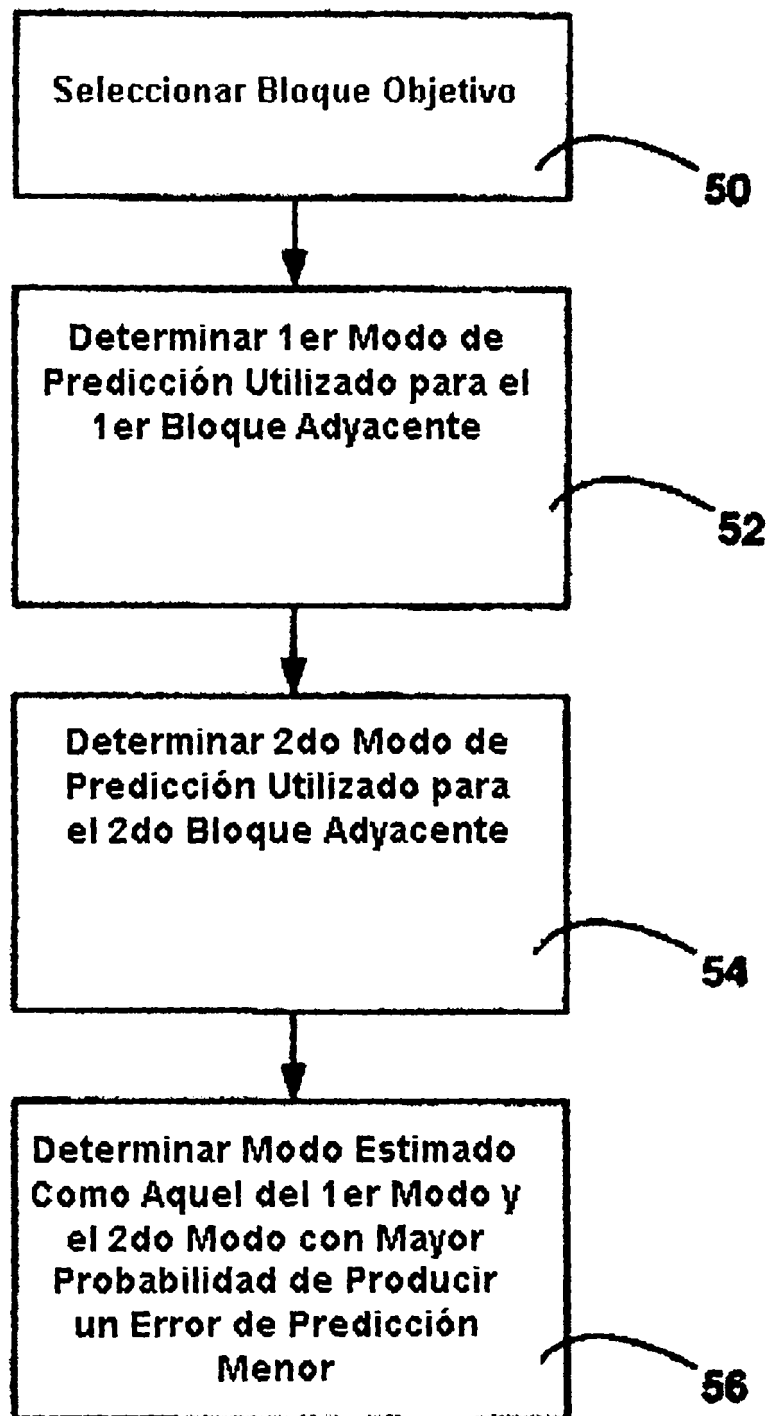 Seleccionar Bloque Objetivo
50
Determinar 1er Modo de
Predicción Utilizado para el
1er Bloque Adyacente
52
Determinar 2do Modo de
Predicción Utilizado para
el 2do Bloque Adyacente
54
Determinar Modo Estimado
Como Aquel del 1er Modo y
el 2do Modo con Mayor
Probabilidad de Producir
un Error de Predicción
Menor
56